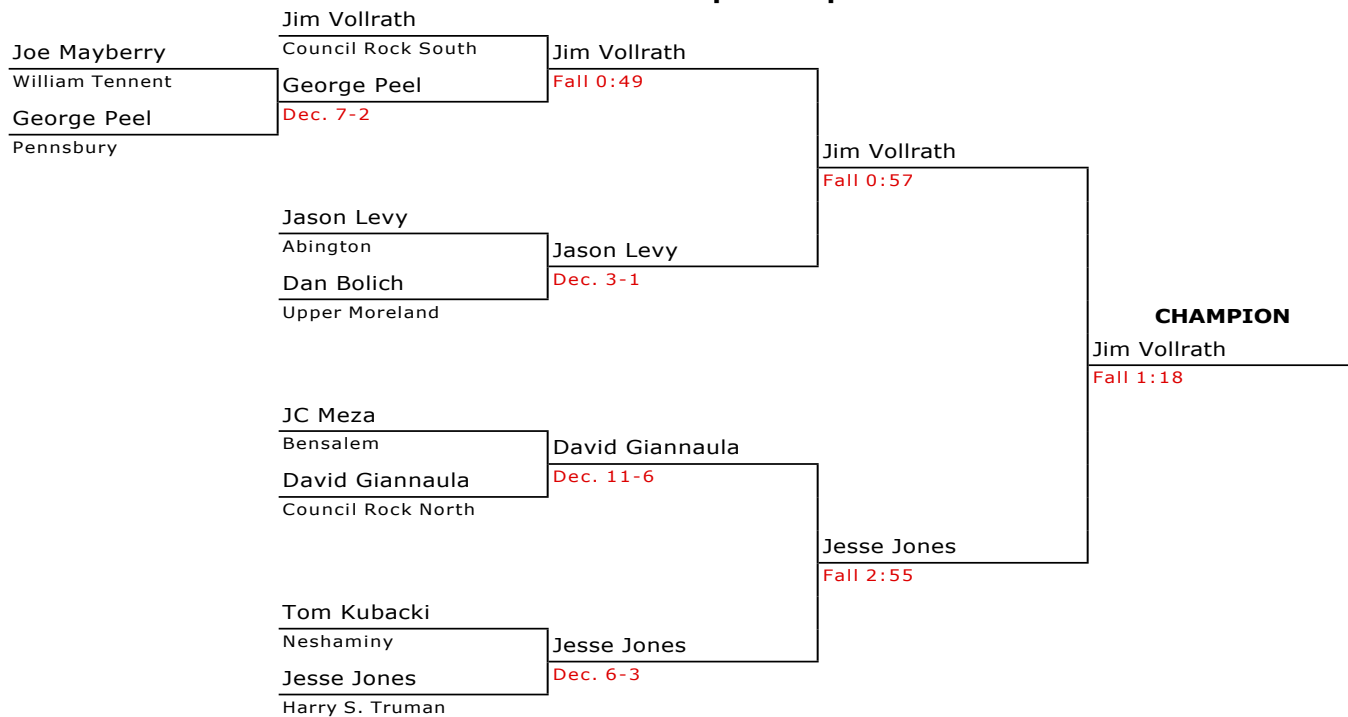 Jim Vollrath
Joe Mayberry
Council Rock South
Jim Vollrath
William Tennent
George Peel
Fall 0:49
George Peel
Dec. 7-2
Pennsbury
Jim Vollrath
Fall 0:57
Jason Levy
Abington
Jason Levy
Dan Bolich
Dec. 3-1
Upper Moreland
CHAMPION
Jim Vollrath
Fall 1:18
JC Meza
Bensalem
David Giannaula
David Giannaula
Dec. 11-6
Council Rock North
Jesse Jones
Fall 2:55
Tom Kubacki
Neshaminy
Jesse Jones
Jesse Jones
Dec. 6-3
Harry S. Truman